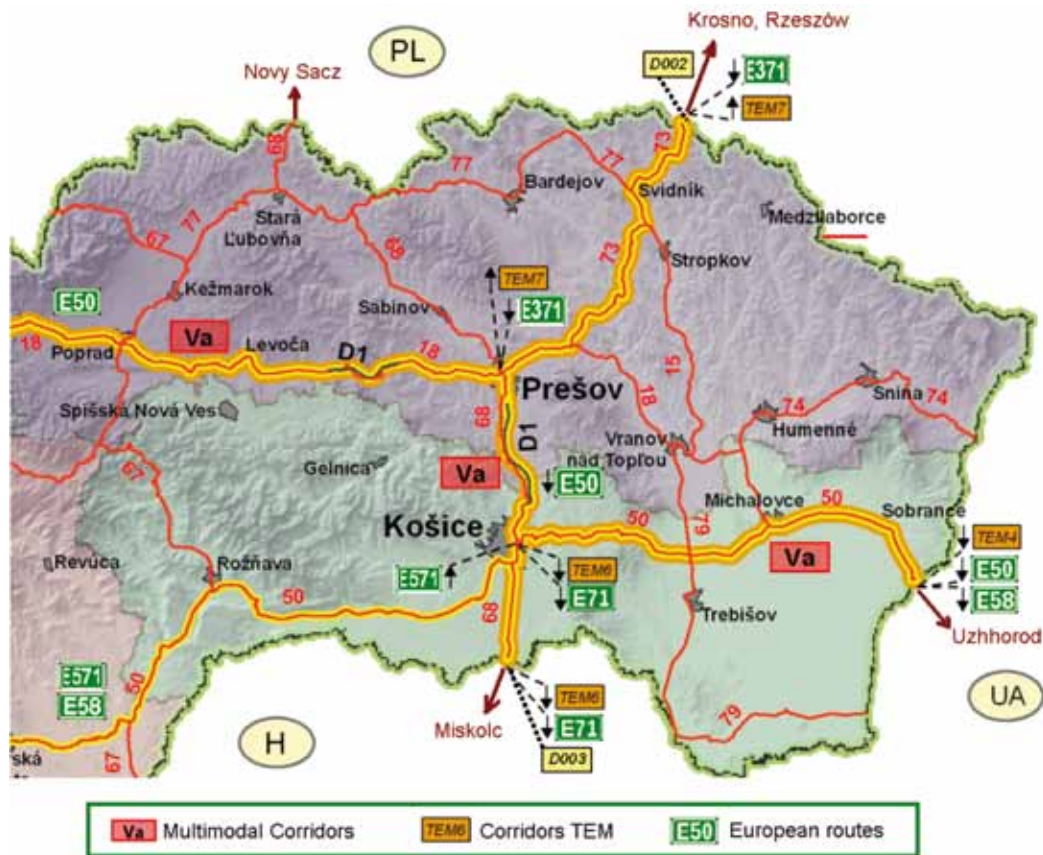 Krosno, Rzeszów
PL
D002
E371
Novy Sacz
TEM7
68
73
77
77
Bardejov
Svidník
Stará
Ľubovňa
Medzilaborce
77
67
68
73
Stropkov
TEM7
E50
Kežmarok
Sabinov
E371
Va
18
Poprad
Levoča
D1
18
Prešov
15
18
74
Snina
74
Spišská Nová Ves
68
D1
Humenné
Vranov
nad Topľou
67
Gelnica
Va
E50
Michalovce
50
Sobrance
Košice
50
79
Va
TEM4
Revúca
Rožňava
E571
TEM6
E50
50
E71
E58
68
Trebišov
Uzhhorod
E571
50
TEM6
UA
E58
Miskolc
E71
79
H
D003
ská
67
Va Multimodal Corridors
TEM6 Corridors TEM
E50 European routes